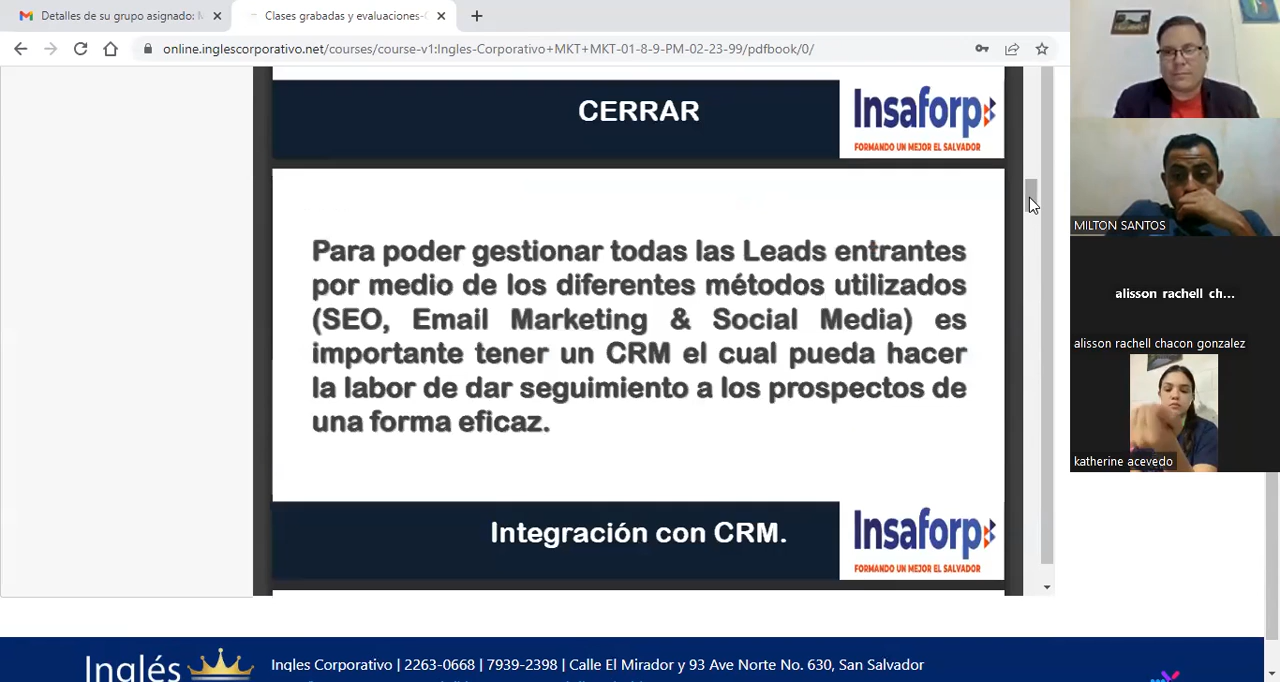 Detalles de su grupo asignado: M
Clases grabadas y evaluaciones-
online.inglescorporativo.net/courses/course-v1:Ingles-Corporativo+MKT+MKT-01-8-9-PM-02-23-99/pdfbook/0/
CERRAR
Insaforp
FORMANDO UN MEJOR EL SALVADOR
Para poder gestionar todas las Leads entrantes
por medio de los diferentes métodos utilizados
(SEO, Email Marketing & Social Media) es
importante tener un CRM el cual pueda hacer
la labor de dar seguimiento a los prospectos de
una forma eficaz.
Integración con CRM.
Insaforp
FORMANDO UN MEJOR EL SALVADOR
MILTON SANTOS
alisson rachell ch...
alisson rachell chacon gonzalez
katherine acevedo
Inglés
Ingles Corporativo | 2263-0668 | 7939-2398 | Calle El Mirador y 93 Ave Norte No. 630, San Salvador